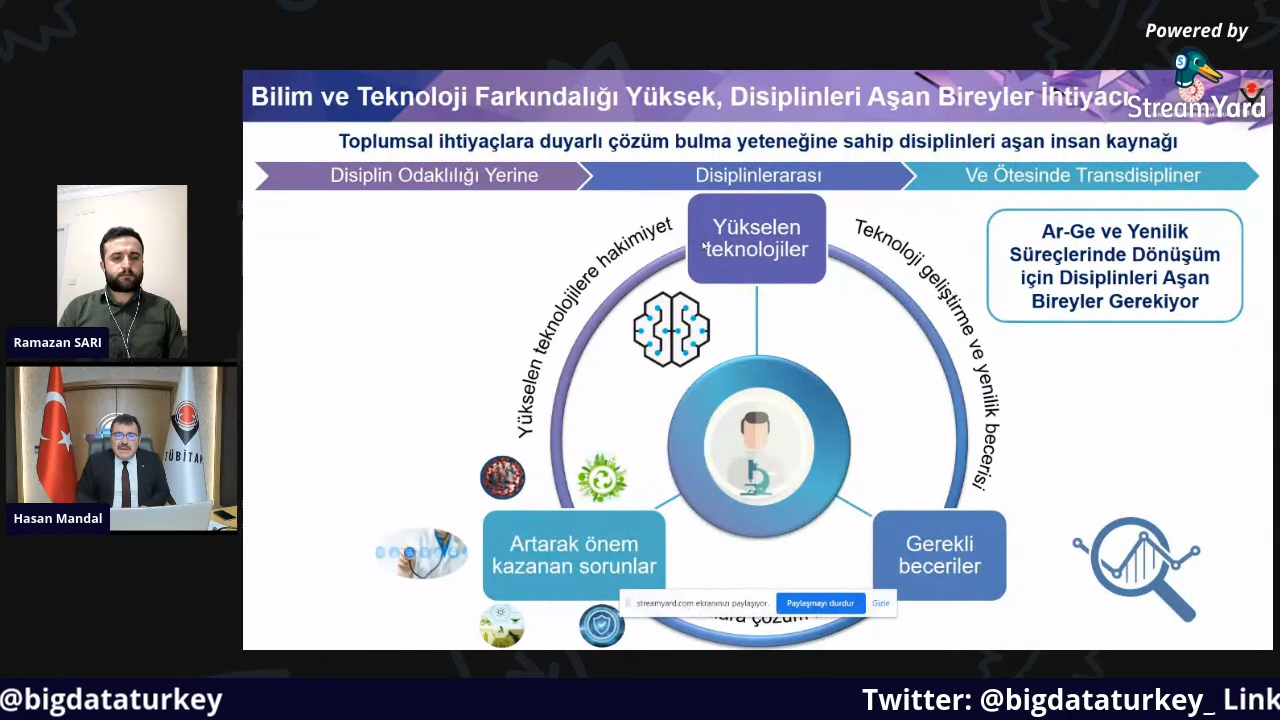 Powered by
StreamYard
Bilim ve Teknoloji Farkındalığı Yüksek, Disiplinleri Aşan Bireyler İhtiyacı
Toplumsal ihtiyaçlara duyarlı çözüm bulma yeteneğine sahip disiplinleri aşan insan kaynağı
Disiplin Odaklılığı Yerine
Disiplinlerarası
Ve Ötesinde Transdisipliner
Yükselen
teknolojiler
Yükselen teknolojilere hakimiyet
Teknoloji geliştirme ve yenilik becerisi
Ar-Ge ve Yenilik
Süreçlerinde Dönüşüm
için Disiplinleri Aşan
Bireyler Gerekiyor
Ramazan SARI
TÜBİTAK
Hasan Mandal
Artarak önem
kazanan sorunlar
Gerekli
beceriler
streamyard.com ekranınızı paylaşıyor.
Paylaşmayı durdur
Gizle
çözüm
@bigdataturkey
Twitter: @bigdataturkey_ Link